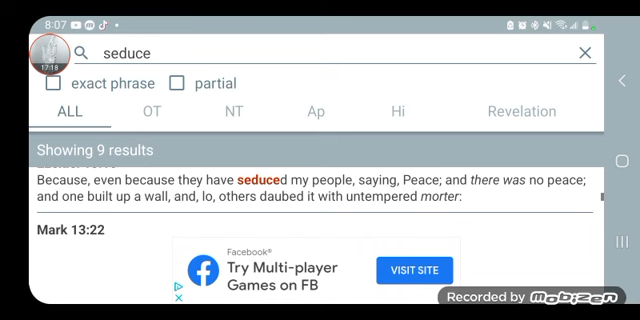 8:07
17:18
seduce
exact phrase partial
ALL OT NT Ap Hi Revelation
Showing 9 results
Because, even because they have seduced my people, saying, Peace; and there was no peace;
and one built up a wall, and, lo, others daubed it with untempered morter:
Mark 13:22
Facebook®
Try Multi-player
Games on FB
VISIT SITE
Recorded by Mobizen